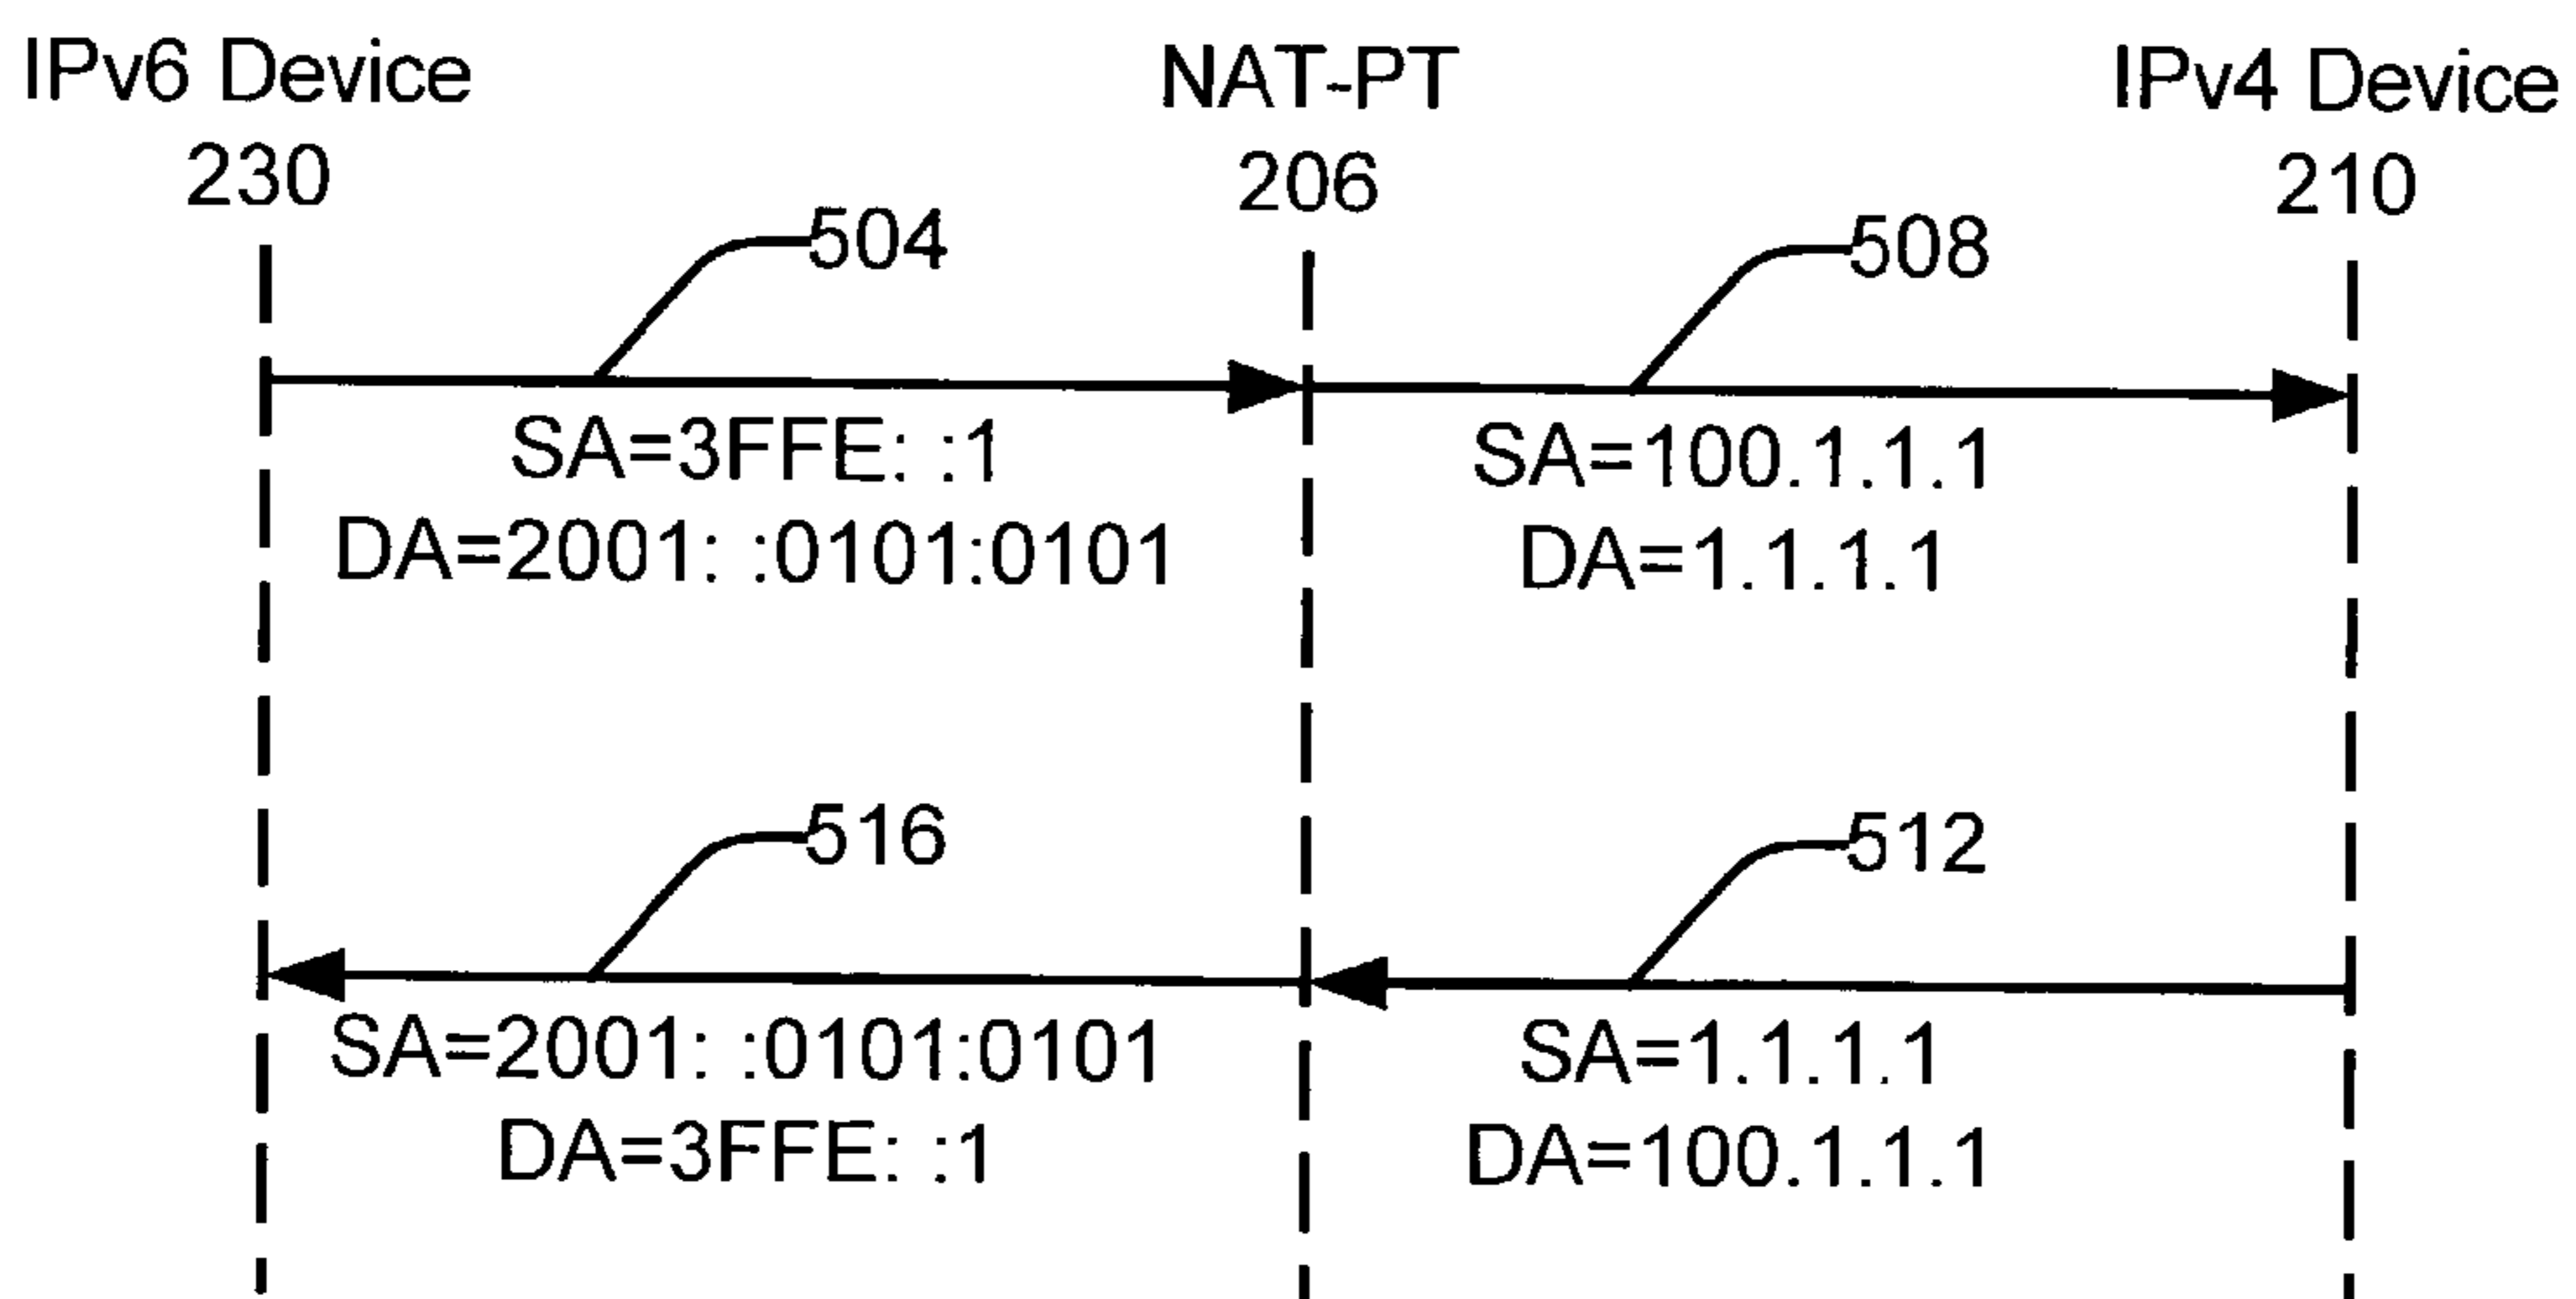 IPv6 Device
NAT-PT
IPv4 Device
230
206
210
504
508
SA=3FFE: :1
DA=2001: :0101:0101
SA=100.1.1.1
DA=1.1.1.1
516
512
SA=2001: :0101:0101
DA=3FFE: :1
SA=1.1.1.1
DA=100.1.1.1